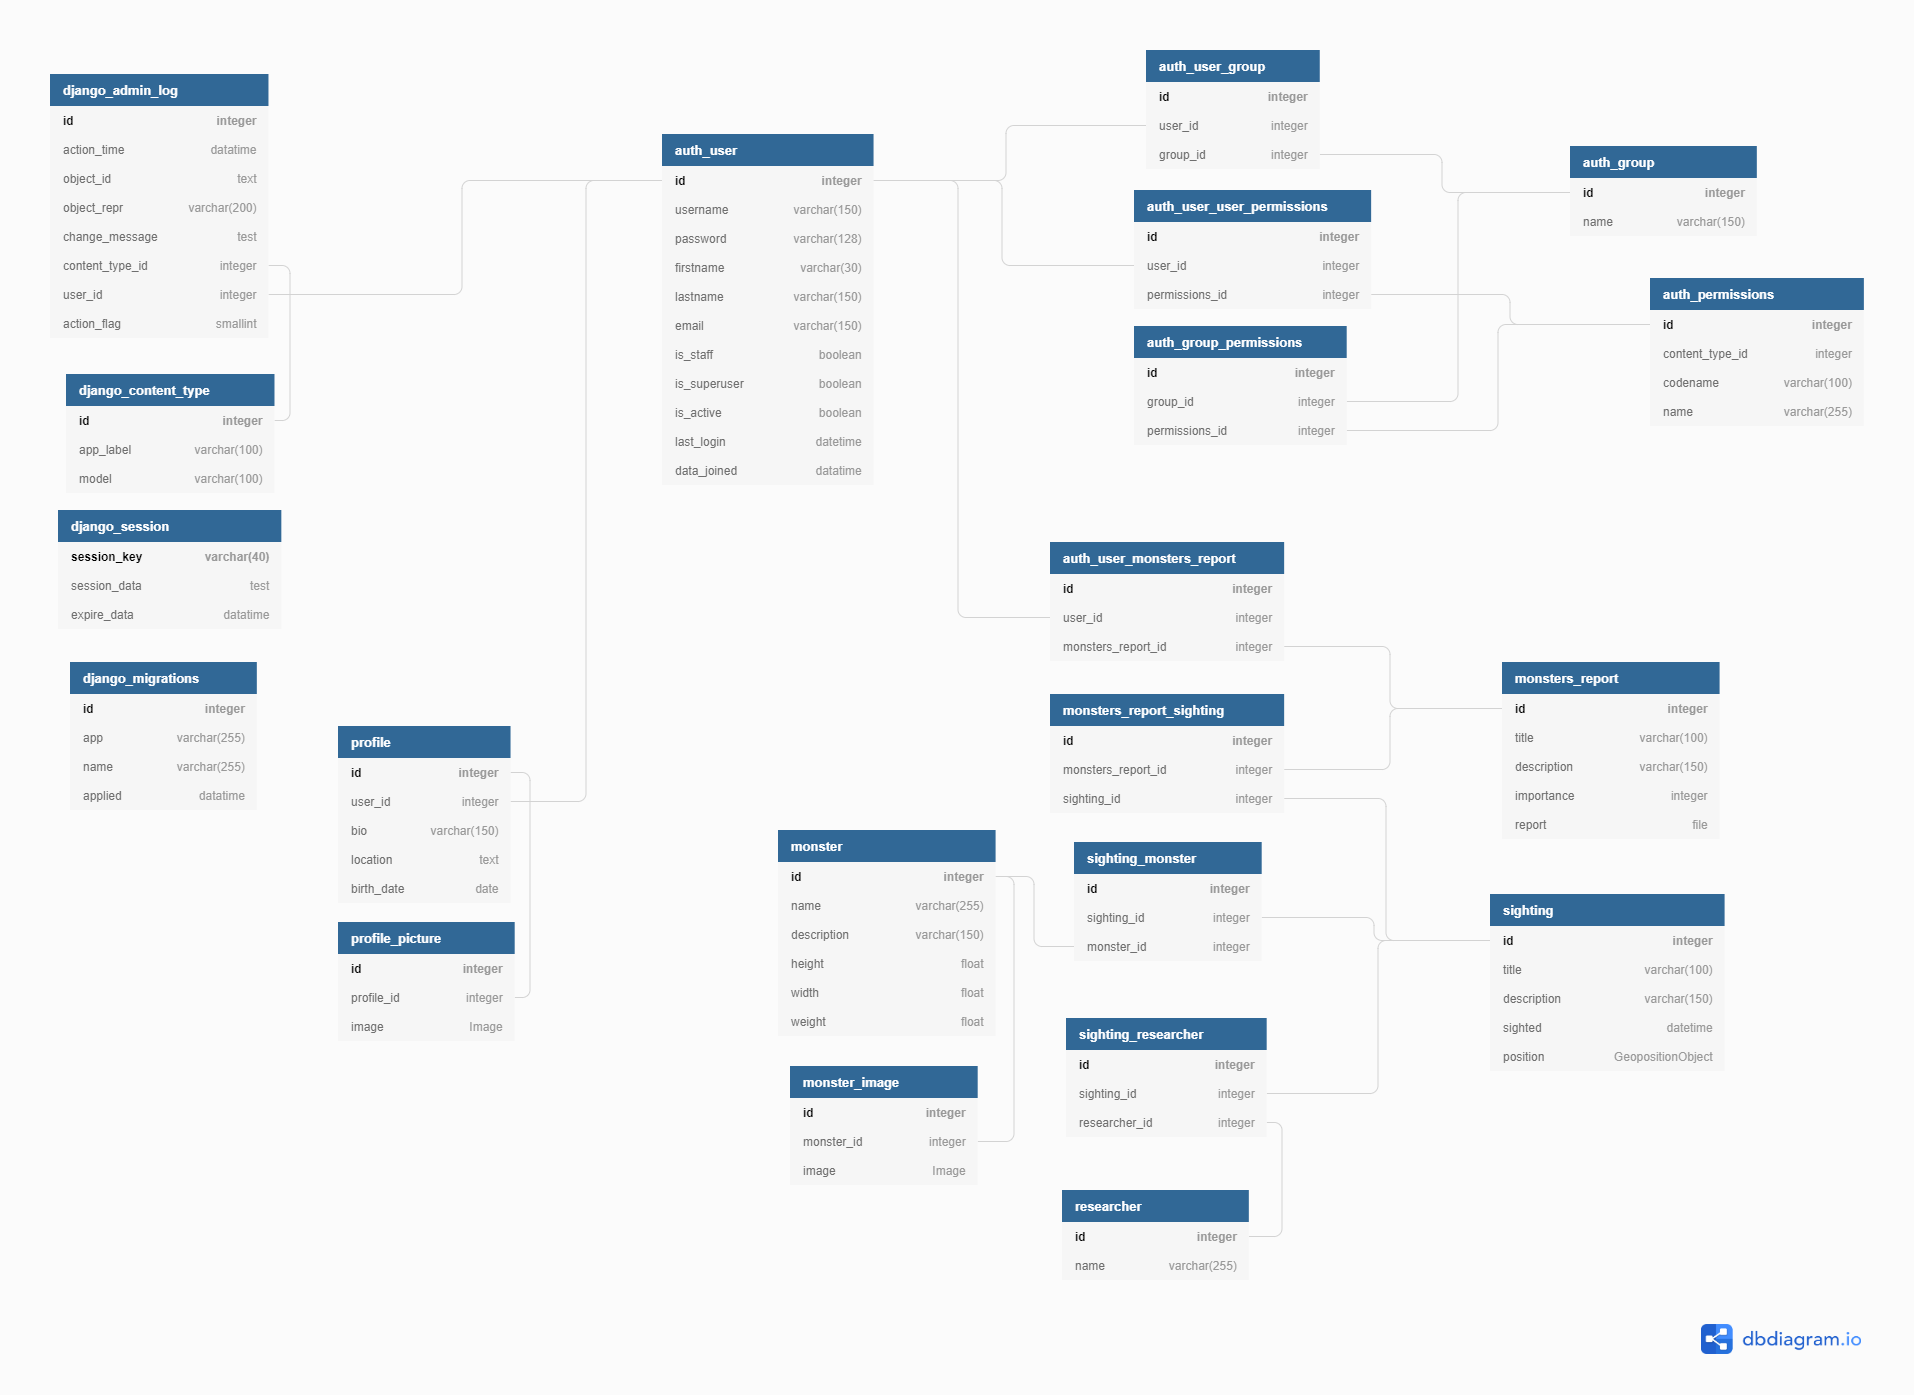 django_admin_log
id integer
action_time datatime
object_id text
object_repr varchar(200)
change_message test
content_type_id integer
user_id integer
action_flag smallint
django_content_type
id integer
app_label varchar(100)
model varchar(100)
django_session
session_key varchar(40)
session_data test
expire_data datatime
django_migrations
id integer
app varchar(255)
name varchar(255)
applied datatime
profile
id integer
user_id integer
bio varchar(150)
location text
birth_date date
profile_picture
id integer
profile_id integer
image Image
auth_user
id integer
username varchar(150)
password varchar(128)
firstname varchar(30)
lastname varchar(150)
email varchar(150)
is_staff boolean
is_superuser boolean
is_active boolean
last_login datetime
data_joined datatime
monster
id integer
name varchar(255)
description varchar(150)
height float
width float
weight float
monster_image
id integer
monster_id integer
image Image
auth_user_group
id integer
user_id integer
group_id integer
auth_user_user_permissions
id integer
user_id integer
permissions_id integer
auth_group_permissions
id integer
group_id integer
permissions_id integer
auth_user_monsters_report
id integer
user_id integer
monsters_report_id integer
monsters_report_sighting
id integer
monsters_report_id integer
sighting_id integer
sighting_monster
id integer
sighting_id integer
monster_id integer
sighting_researcher
id integer
sighting_id integer
researcher_id integer
researcher
id integer
name varchar(255)
auth_group
id integer
name varchar(150)
auth_permissions
id integer
content_type_id integer
codename varchar(100)
name varchar(255)
monsters_report
id integer
title varchar(100)
description varchar(150)
importance integer
report file
sighting
id integer
title varchar(100)
description varchar(150)
sighted datetime
position GeopositionObject
dbdiagram.io